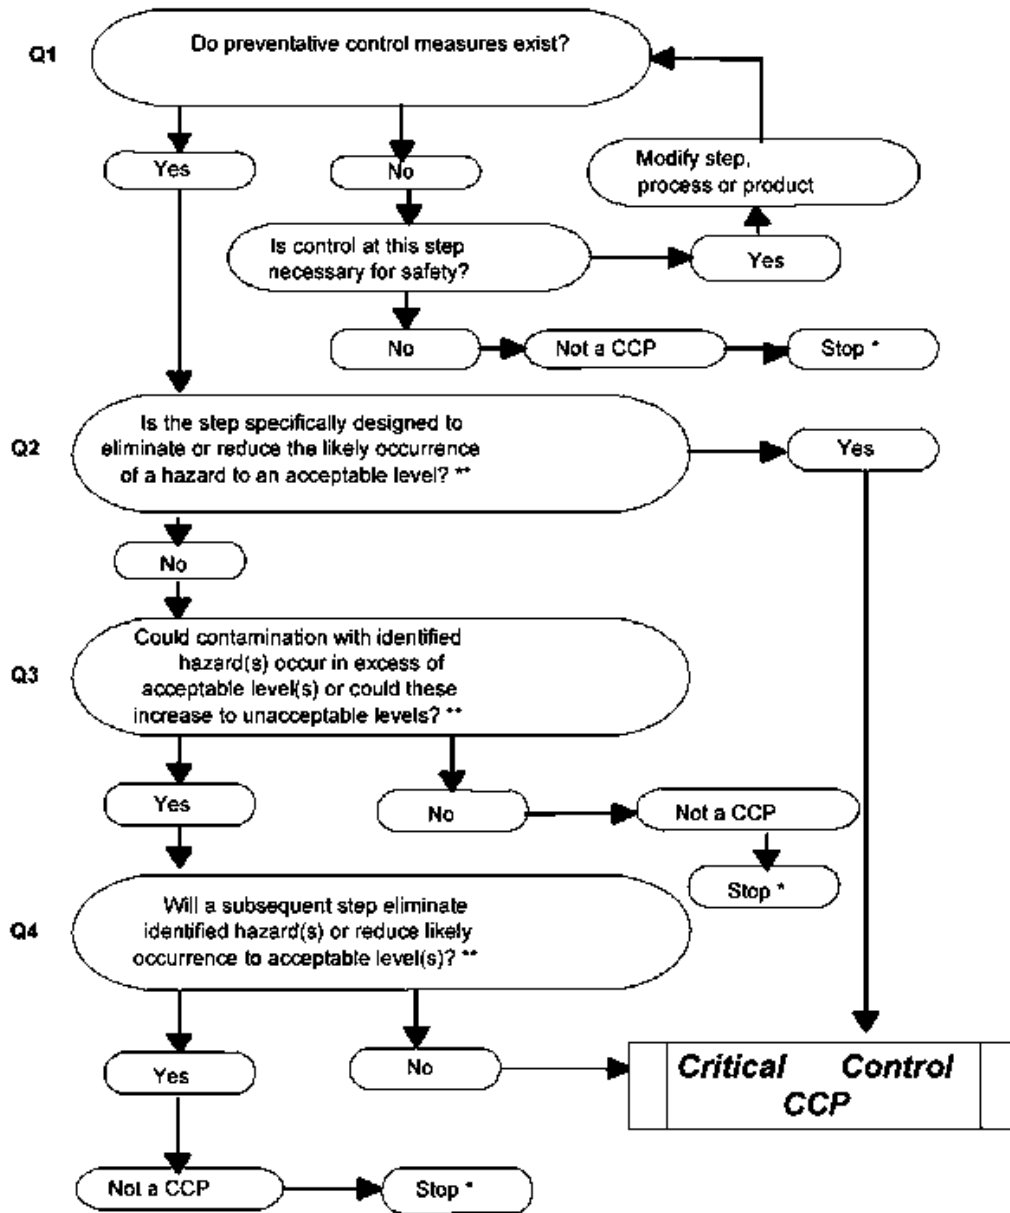 Q1
Do preventative control measures exist?
Yes
No
Modify step,
process or product
Is control at this step
necessary for safety?
Yes
No
Not a CCP
Stop *
Q2
Is the step specifically designed to
eliminate or reduce the likely occurrence
of a hazard to an acceptable level? **
Yes
No
Q3
Could contamination with identified
hazard(s) occur in excess of
acceptable level(s) or could these
increase to unacceptable levels? **
Yes
No
Not a CCP
Stop *
Q4
Will a subsequent step eliminate
identified hazard(s) or reduce likely
occurrence to acceptable level(s)? **
Yes
No
Critical Control
CCP
Not a CCP
Stop *